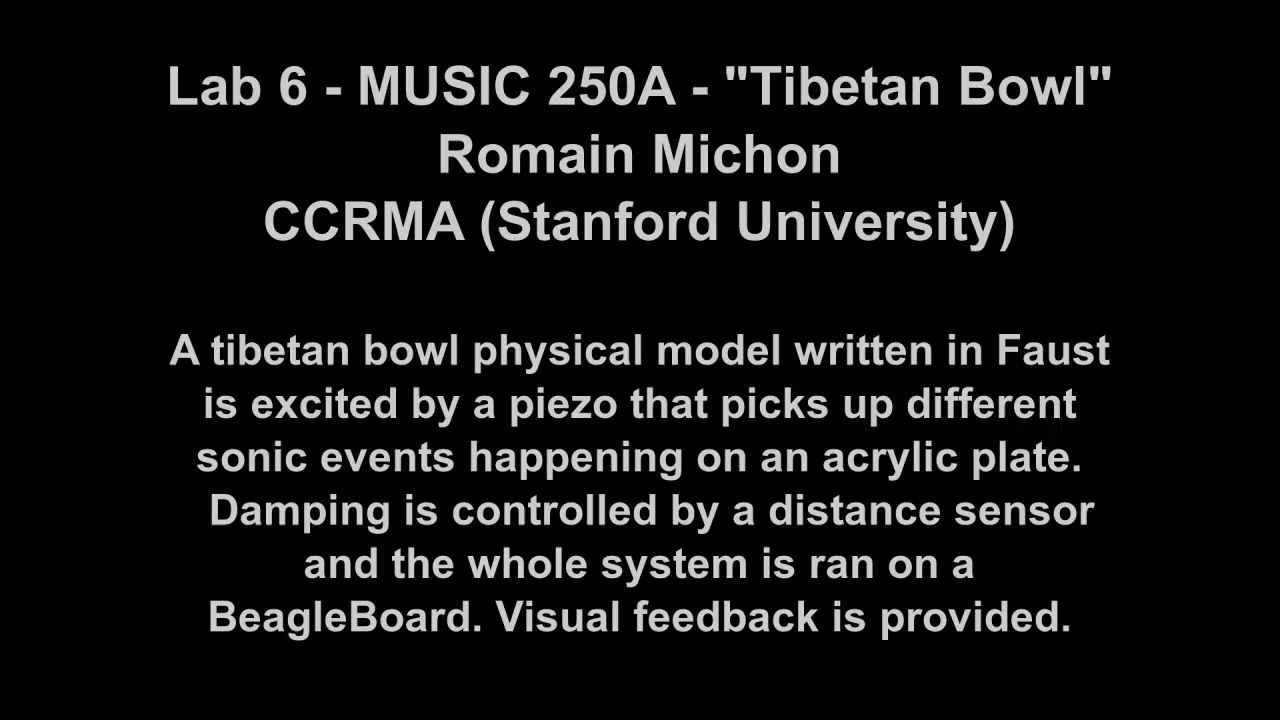 Lab 6 - MUSIC 250A - "Tibetan Bowl"
Romain Michon
CCRMA (Stanford University)
A tibetan bowl physical model written in Faust
is excited by a piezo that picks up different
sonic events happening on an acrylic plate.
Damping is controlled by a distance sensor
and the whole system is ran on a
BeagleBoard. Visual feedback is provided.